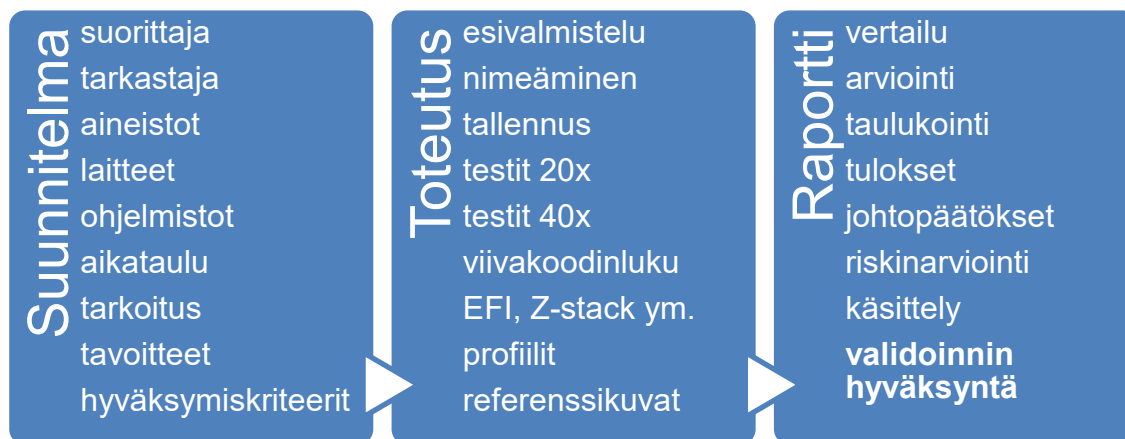 Suunnitelma
suorittaja
tarkastaja
aineistot
laitteet
ohjelmistot
aikataulu
tarkoitus
tavoitteet
hyväksymiskriteerit
Toteutus
esivalmistelu
nimeäminen
tallennus
testit 20x
testit 40x
viivakoodinluku
EFI, Z-stack ym.
profiilit
referenssikuvat
Raportti
vertailu
arviointi
taulukointi
tulokset
johtopäätökset
riskinarviointi
käsittely
validoinnin
hyväksyntä